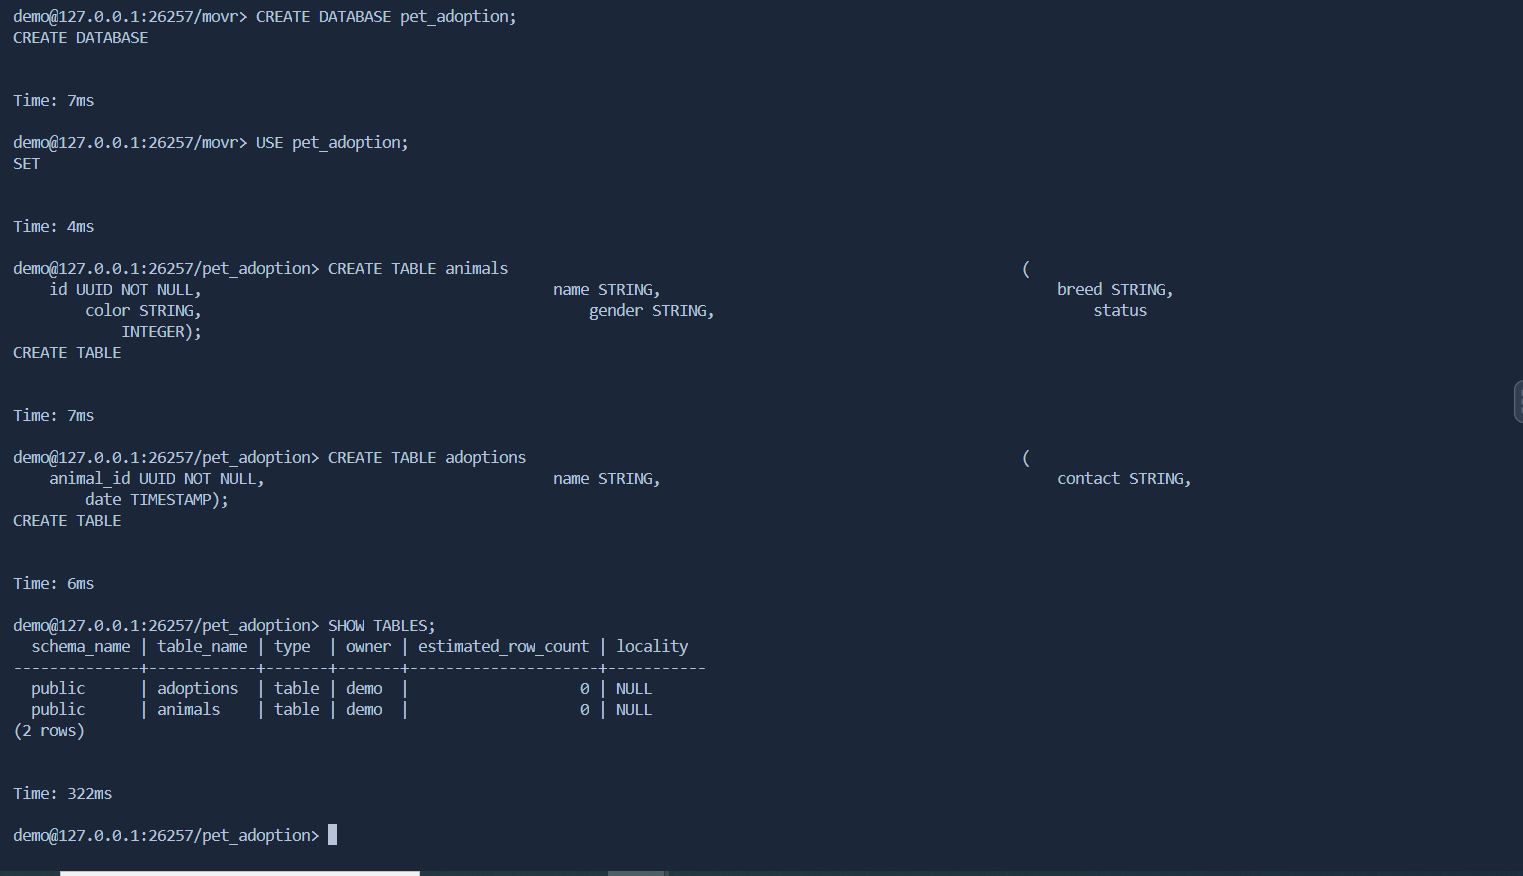 demo@127.0.0.1:26257/movr> CREATE DATABASE pet_adoption;
CREATE DATABASE
Time: 7ms
demo@127.0.0.1:26257/movr> USE pet_adoption;
SET
Time: 4ms
demo@127.0.0.1:26257/pet_adoption> CREATE TABLE animals (
id UUID NOT NULL, name STRING, breed STRING,
color STRING, gender STRING, status
INTEGER);
CREATE TABLE
Time: 7ms
demo@127.0.0.1:26257/pet_adoption> CREATE TABLE adoptions (
animal_id UUID NOT NULL, name STRING, contact STRING,
date TIMESTAMP);
CREATE TABLE
Time: 6ms
demo@127.0.0.1:26257/pet_adoption> SHOW TABLES;
schema_name | table_name | type | owner | estimated_row_count | locality
--------------+------------+-------+-------+---------------------+-----------
public | adoptions | table | demo | 0 | NULL
public | animals | table | demo | 0 | NULL
(2 rows)
Time: 322ms
demo@127.0.0.1:26257/pet_adoption>